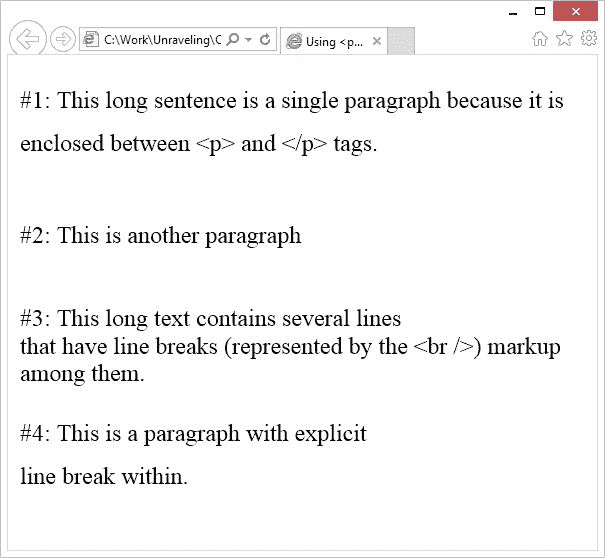 C:\Work\Unraveling\C
Using <p...
#1: This long sentence is a single paragraph because it is
enclosed between <p> and </p> tags.
#2: This is another paragraph
#3: This long text contains several lines
that have line breaks (represented by the <br />) markup
among them.
#4: This is a paragraph with explicit
line break within.